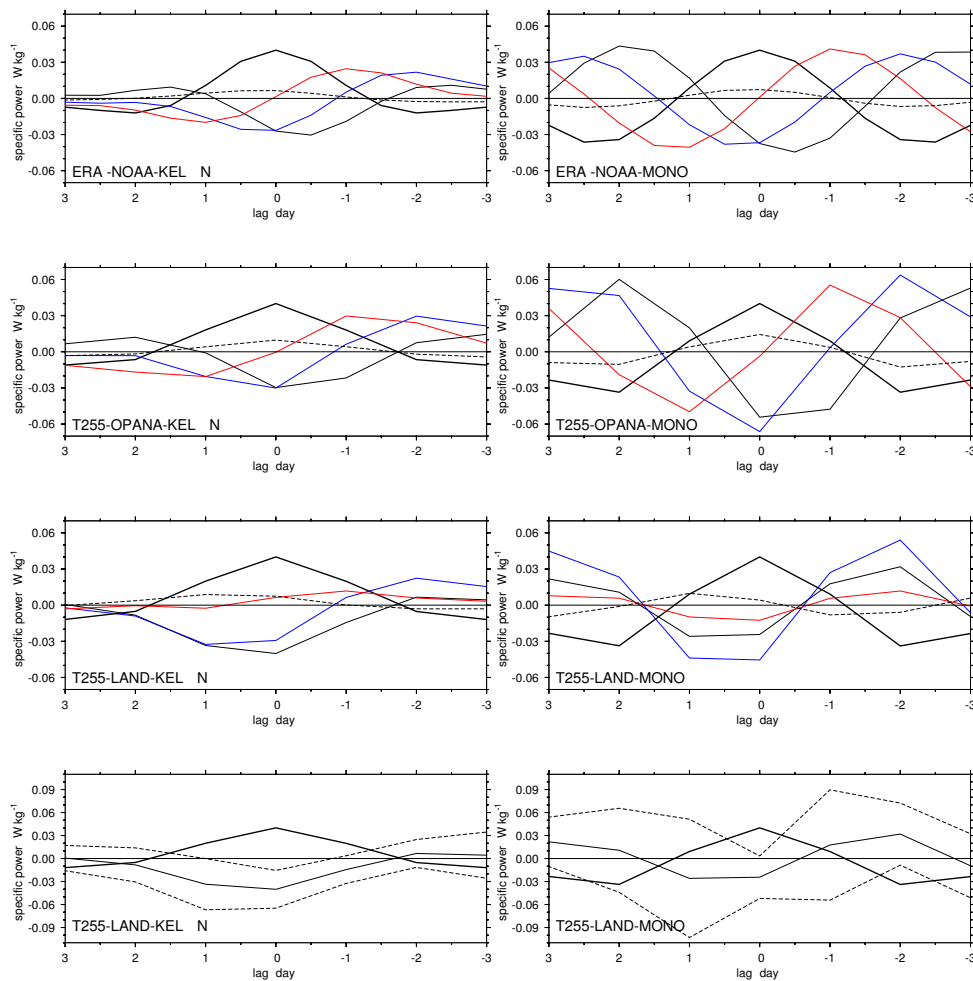 0.06
0.03
0.00
-0.03
-0.06
specific power W kg-1
ERA -NOAA-KEL N
3 2 1 0 -1 -2 -3
lag day
0.06
0.03
0.00
-0.03
-0.06
specific power W kg-1
ERA -NOAA-MONO
3 2 1 0 -1 -2 -3
lag day
0.06
0.03
0.00
-0.03
-0.06
specific power W kg-1
T255-OPANA-KEL N
3 2 1 0 -1 -2 -3
lag day
0.06
0.03
0.00
-0.03
-0.06
specific power W kg-1
T255-OPANA-MONO
3 2 1 0 -1 -2 -3
lag day
0.06
0.03
0.00
-0.03
-0.06
specific power W kg-1
T255-LAND-KEL N
3 2 1 0 -1 -2 -3
lag day
0.06
0.03
0.00
-0.03
-0.06
specific power W kg-1
T255-LAND-MONO
3 2 1 0 -1 -2 -3
lag day
0.09
0.06
0.03
0.00
-0.03
-0.06
-0.09
specific power W kg-1
T255-LAND-KEL N
3 2 1 0 -1 -2 -3
lag day
0.09
0.06
0.03
0.00
-0.03
-0.06
-0.09
specific power W kg-1
T255-LAND-MONO
3 2 1 0 -1 -2 -3
lag day